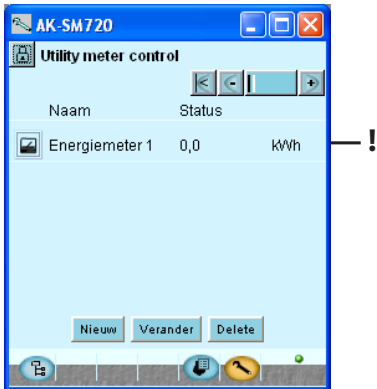 AK-SM720
Utility meter control
Naam Status
Energiemeter 1 0,0 kWh
!
Nieuw Verander Delete